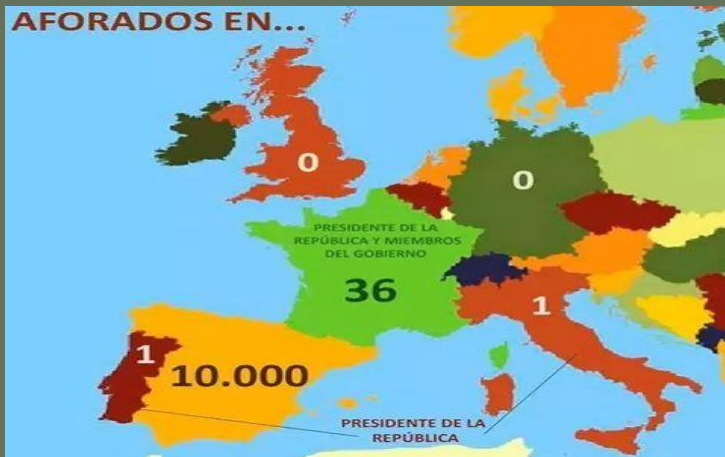 AFORADOS EN...
0
0
PRESIDENTE DE LA
REPÚBLICA Y MIEMBROS
DEL GOBIERNO
36
1
1
10.000
PRESIDENTE DE LA
REPÚBLICA